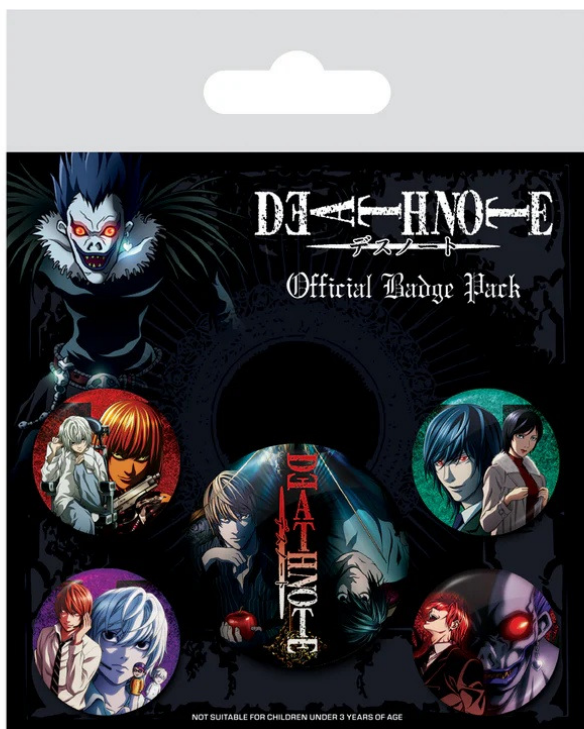 DEATHNOTE
デスノート
Official Badge Pack
DEATHNOTE
NOT SUITABLE FOR CHILDREN UNDER 3 YEARS OF AGE